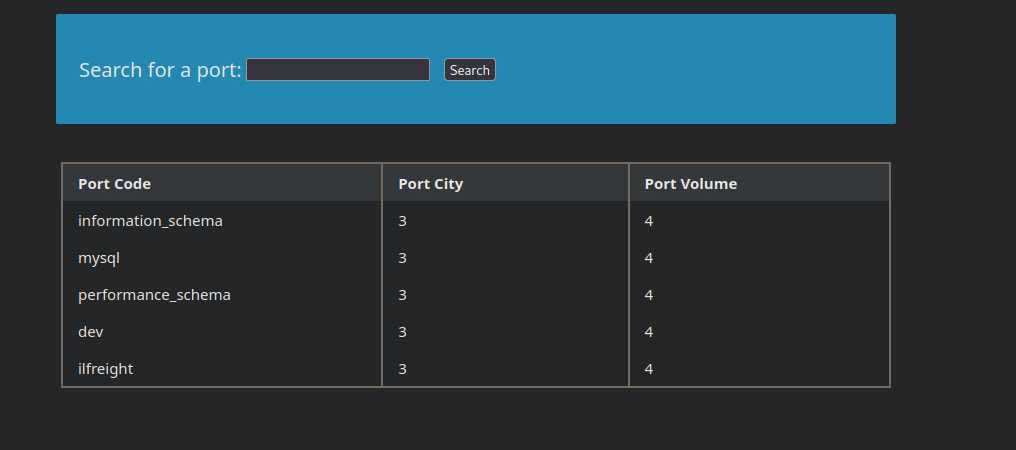 Search for a port: Search
Port Code Port City Port Volume
information_schema 3 4
mysql 3 4
performance_schema 3 4
dev 3 4
ilfreight 3 4